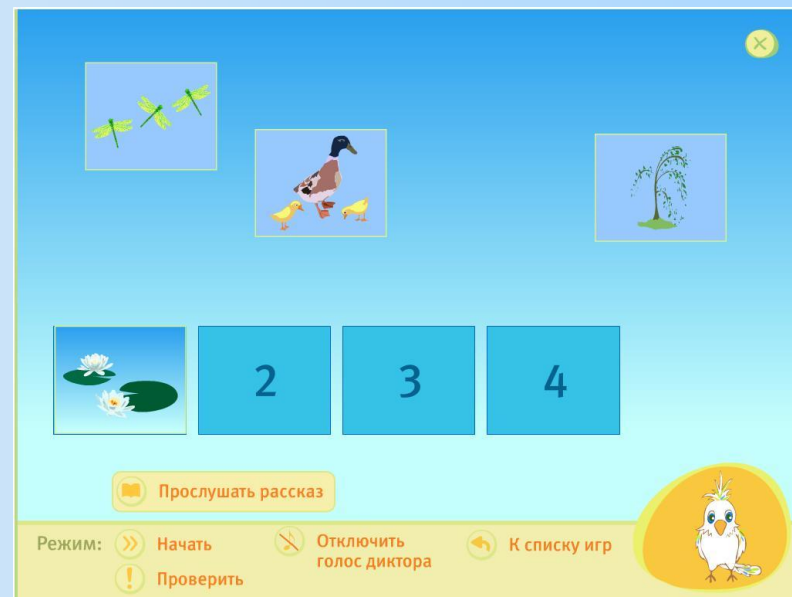 2 3 4
Прослушать рассказ
Режим: Начать Отключить К списку игр
голос диктора
Проверить